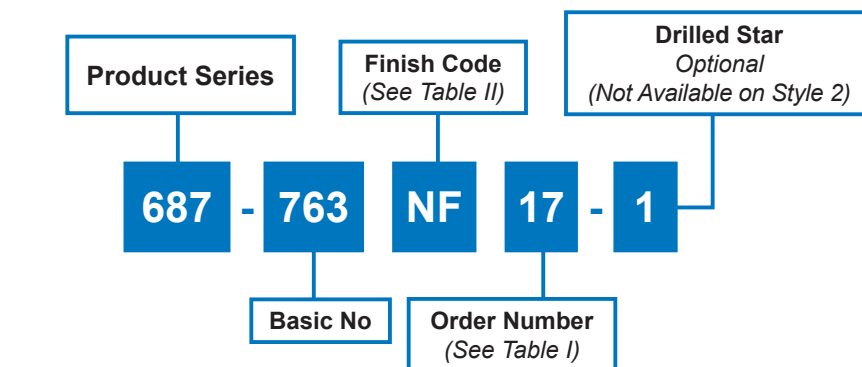 Product Series
Finish Code
(See Table II)
Drilled Star
Optional
(Not Available on Style 2)
687 - 763 NF 17 - 1
Basic No
Order Number
(See Table I)